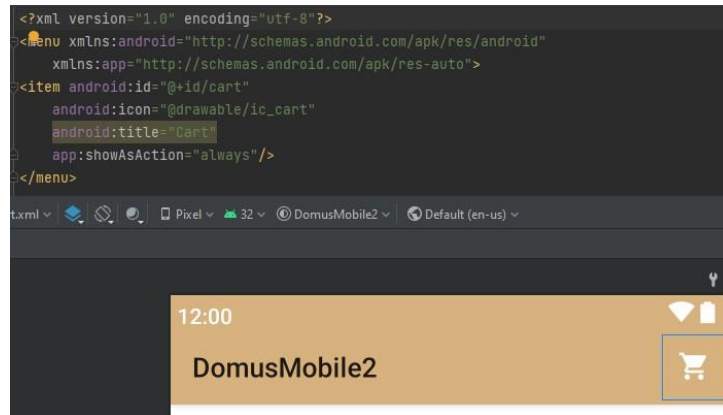 <?xml version="1.0" encoding="utf-8"?>
<menu xmlns:android="http://schemas.android.com/apk/res/android"
xmlns:app="http://schemas.android.com/apk/res-auto">
<item android:id="@+id/cart"
android:icon="@drawable/ic_cart"
android:title="Cart"
app:showAsAction="always"/>
</menu>
t.xml Pixel 32 DomusMobile2 Default (en-us)
12:00
DomusMobile2